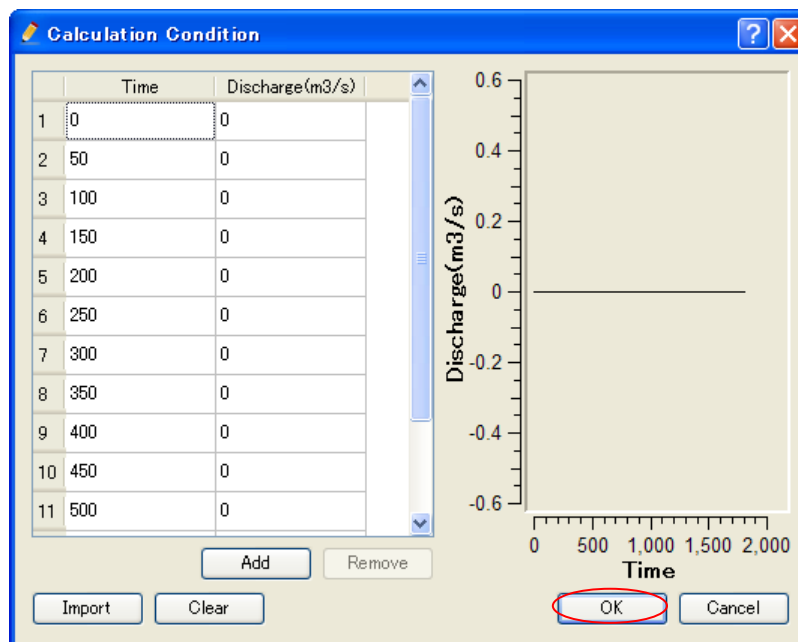 Calculation Condition
Time Discharge(m3/s)
1 0 0
2 50 0
3 100 0
4 150 0
5 200 0
6 250 0
7 300 0
8 350 0
9 400 0
10 450 0
11 500 0
Add Remove
Import Clear
Discharge(m3/s)
0.6
0.4
0.2
0
-0.2
-0.4
-0.6
0 500 1,000 1,500 2,000
Time
OK Cancel